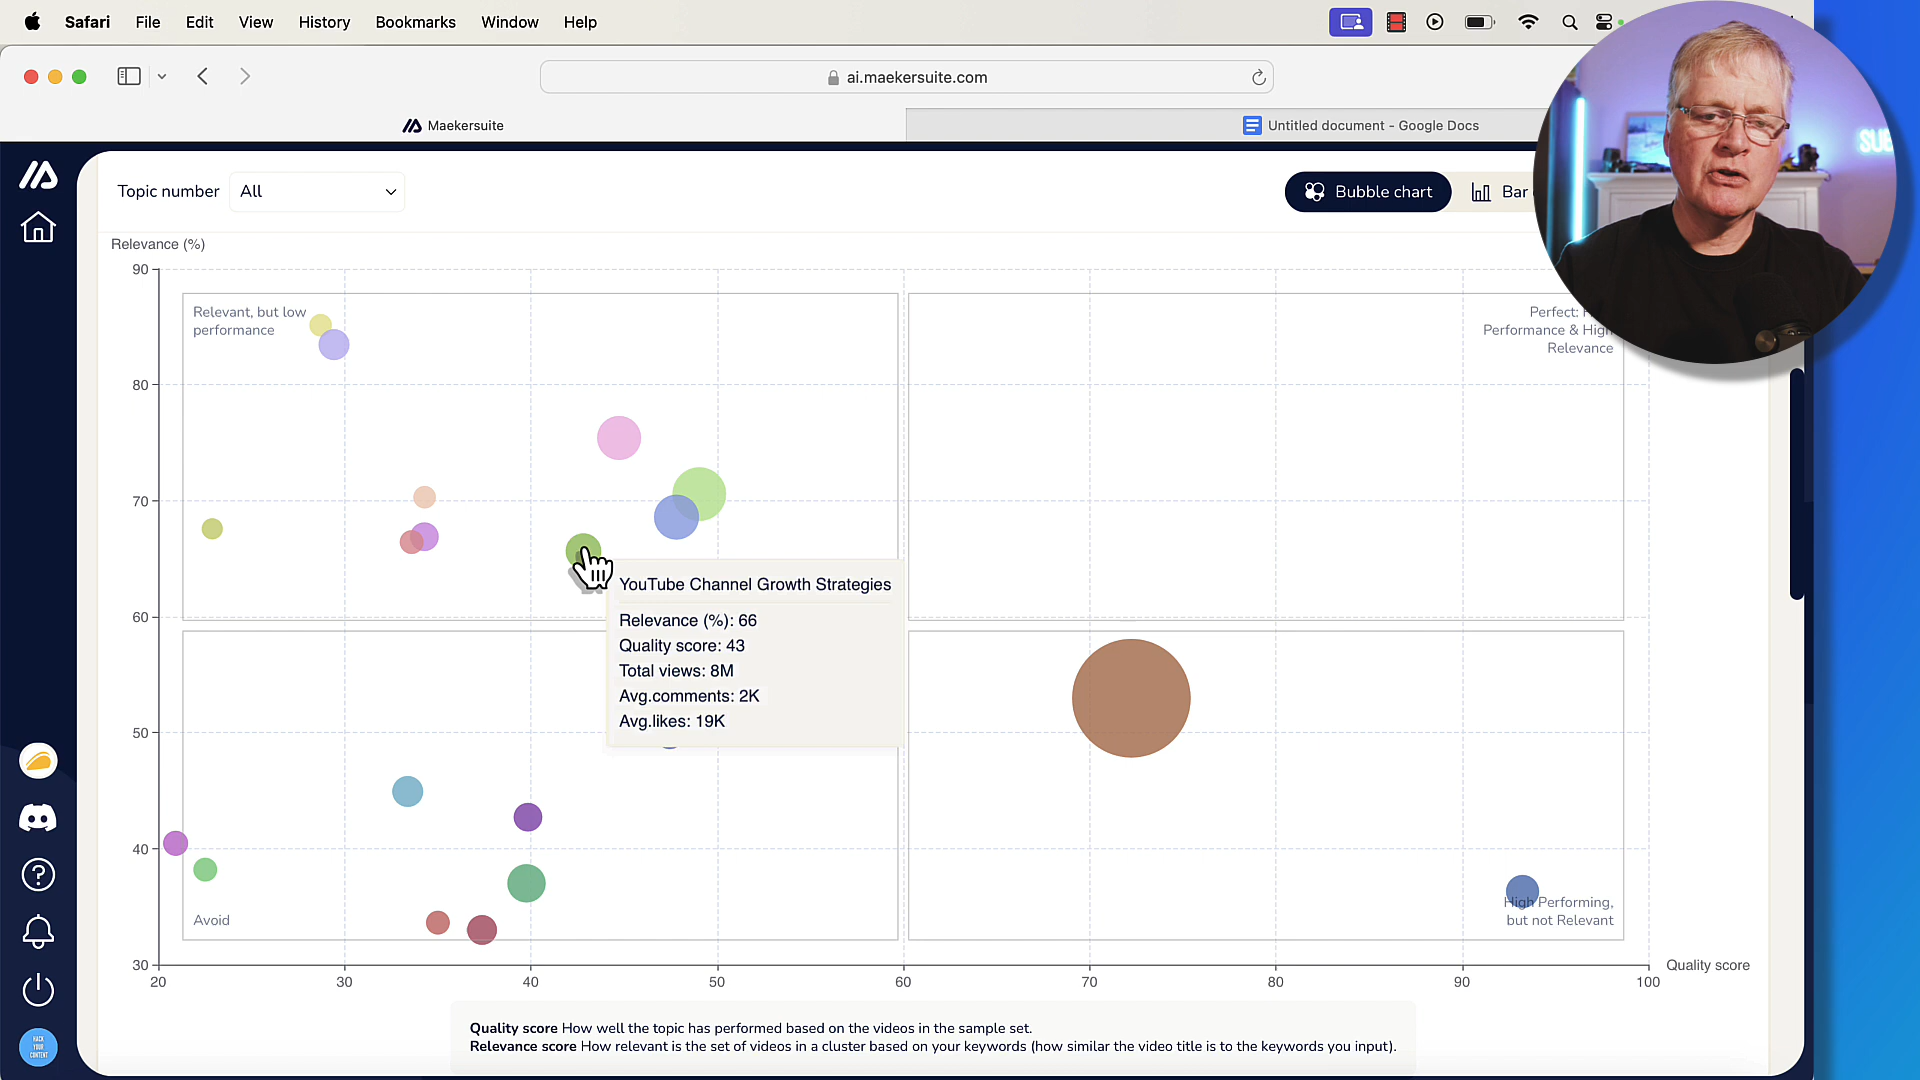 Safari File Edit View History Bookmarks Window Help
ai.maekersuite.com
Maekersuite
Untitled document - Google Docs
Topic number All
Bubble chart
Bar
Relevance (%)
90
80
70
60
50
40
30
Relevant, but low
performance
Perfect:
Performance & High
Relevance
YouTube Channel Growth Strategies
Relevance (%): 66
Quality score: 43
Total views: 8M
Avg.comments: 2K
Avg.likes: 19K
Avoid
High Performing,
but not Relevant
20 30 40 50 60 70 80 90 100
Quality score
Quality score How well the topic has performed based on the videos in the sample set.
Relevance score How relevant is the set of videos in a cluster based on your keywords (how similar the video title is to the keywords you input).
HACK
YOUR
CONTENT
SUB